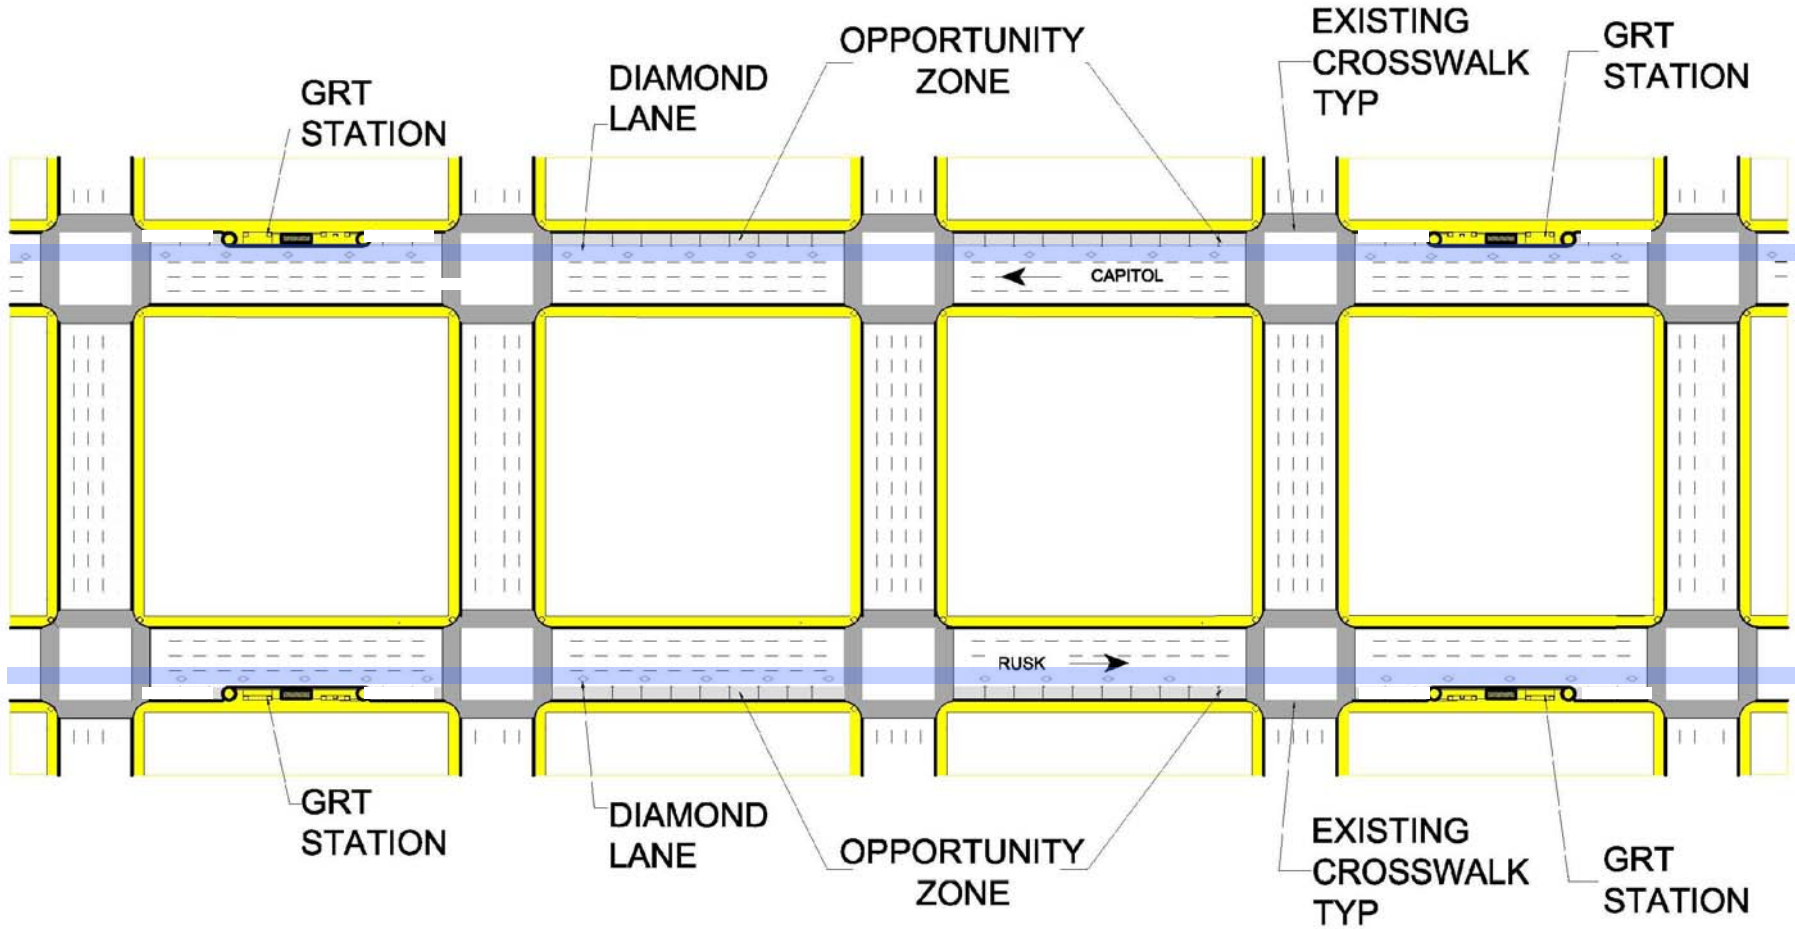 GRT
STATION
DIAMOND
LANE
OPPORTUNITY
ZONE
EXISTING
CROSSWALK
TYP
GRT
STATION
CAPITOL
RUSK
GRT
STATION
DIAMOND
LANE
OPPORTUNITY
ZONE
EXISTING
CROSSWALK
TYP
GRT
STATION